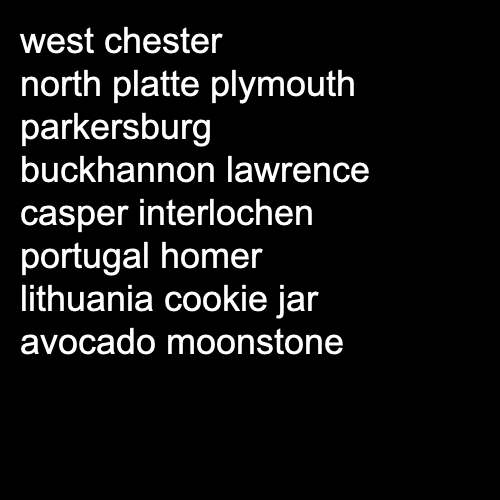 west chester
north platte plymouth
parkersburg
buckhannon lawrence
casper interlochen
portugal homer
lithuania cookie jar
avocado moonstone